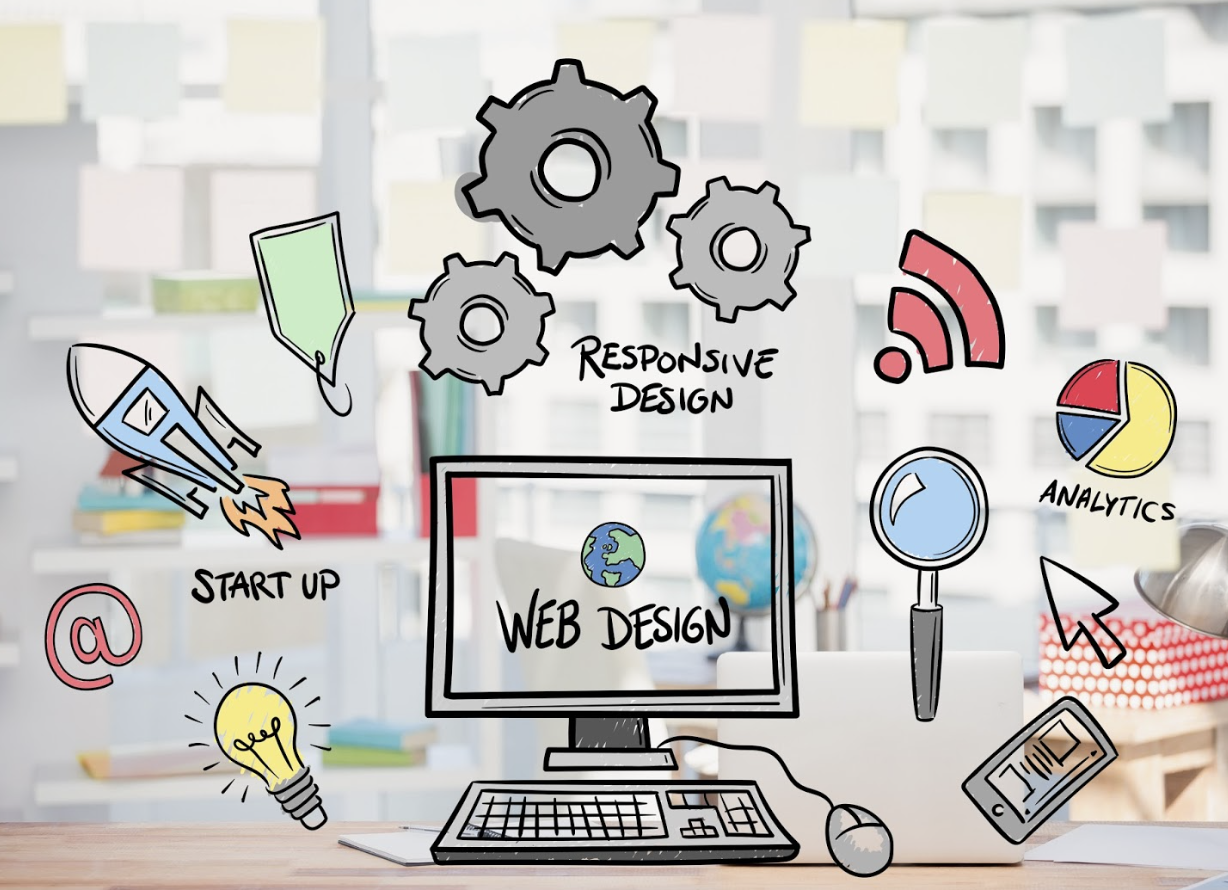 RESPONSIVE
DESIGN
ANALYTICS
START UP
@
WEB DESIGN